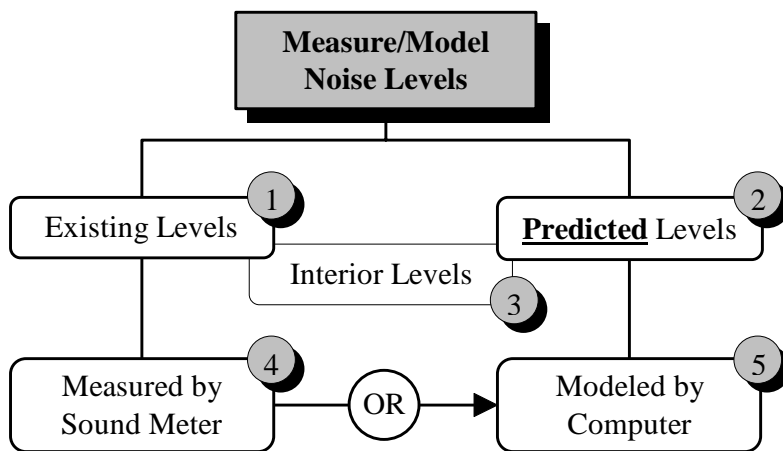 Measure/Model
Noise Levels
1
Existing Levels
2
Predicted Levels
Interior Levels
3
4
Measured by
Sound Meter
OR
5
Modeled by
Computer